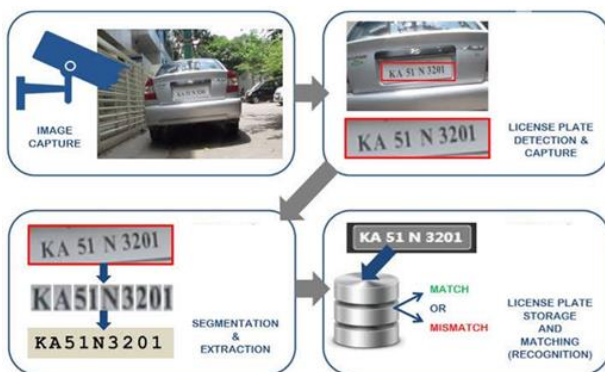 IMAGE
CAPTURE
KA 51 N 3201
KA 51 N 3201
LICENSE PLATE
DETECTION &
CAPTURE
KA 51 N 3201
KA51N3201
KA51N3201
SEGMENTATION
&
EXTRACTION
KA 51 N 3201
MATCH
OR
MISMATCH
LICENSE PLATE
STORAGE
AND
MATCHING
(RECOGNITION)